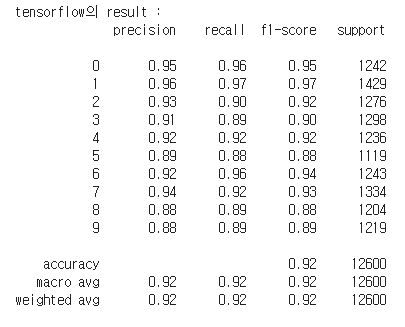 tensorflow의 result :
precision recall f1-score support
0 0.95 0.96 0.95 1242
1 0.96 0.97 0.97 1429
2 0.93 0.90 0.92 1276
3 0.91 0.89 0.90 1298
4 0.92 0.92 0.92 1236
5 0.89 0.88 0.88 1119
6 0.92 0.96 0.94 1243
7 0.94 0.92 0.93 1334
8 0.88 0.89 0.89 1204
9 0.88 0.89 0.89 1219
accuracy 0.92 12600
macro avg 0.92 0.92 0.92 12600
weighted avg 0.92 0.92 0.92 12600